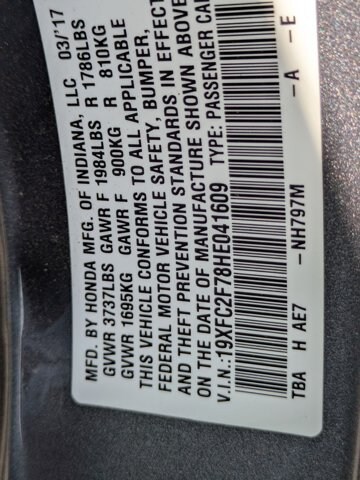 MFD. BY HONDA MFG. OF INDIANA, LLC 03/'17
GVWR 3737LBS GAWR F 1984LBS R 1786LBS
GVWR 1695KG GAWR F 900KG R 810KG
THIS VEHICLE CONFORMS TO ALL APPLICABLE
FEDERAL MOTOR VEHICLE SAFETY, BUMPER,
AND THEFT PREVENTION STANDARDS IN EFFECT
ON THE DATE OF MANUFACTURE SHOWN ABOVE
V.I.N.:19XFC2F78HE041609 TYPE: PASSENGER CAR
TBA H AE7 -NH797M -A -E